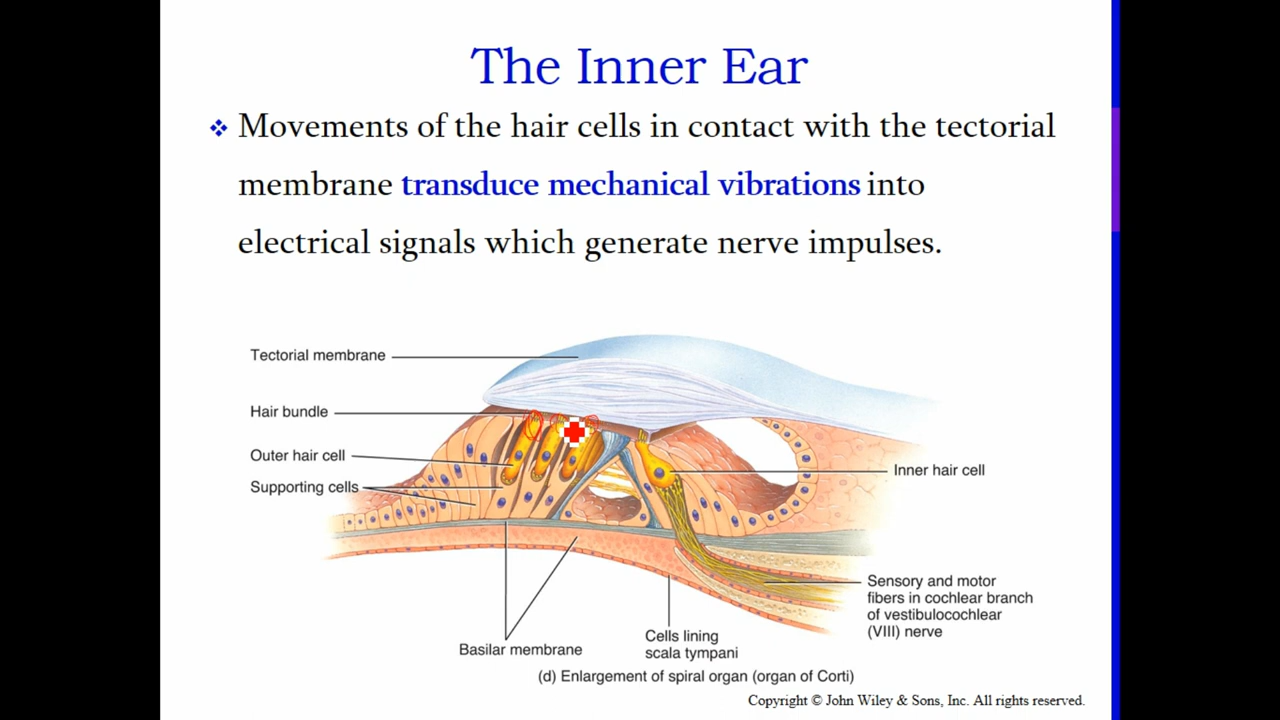 The Inner Ear
❖ Movements of the hair cells in contact with the tectorial
membrane transduce mechanical vibrations into
electrical signals which generate nerve impulses.
Tectorial membrane
Hair bundle
Outer hair cell
Supporting cells
Inner hair cell
Sensory and motor
fibers in cochlear branch
of vestibulocochlear
(VIII) nerve
Basilar membrane
Cells lining
scala tympani
(d) Enlargement of spiral organ (organ of Corti)
Copyright © John Wiley & Sons, Inc. All rights reserved.